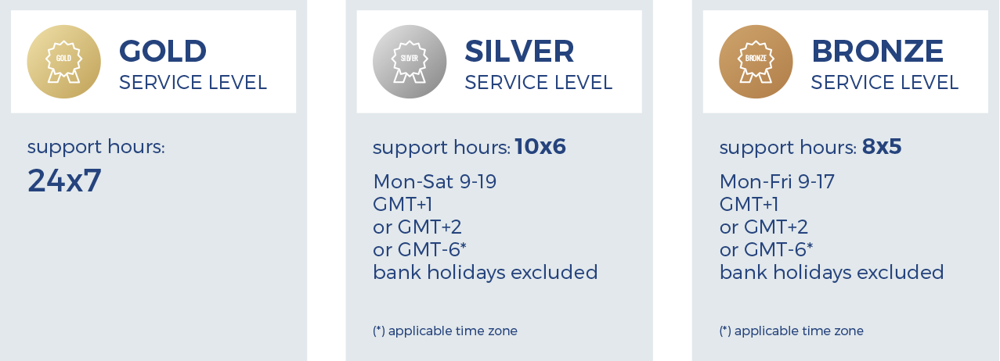 GOLD
GOLD
SERVICE LEVEL
support hours:
24x7
SILVER
SILVER
SERVICE LEVEL
support hours: 10x6
Mon-Sat 9-19
GMT+1
or GMT+2
or GMT-6*
bank holidays excluded
(*) applicable time zone
BRONZE
BRONZE
SERVICE LEVEL
support hours: 8x5
Mon-Fri 9-17
GMT+1
or GMT+2
or GMT-6*
bank holidays excluded
(*) applicable time zone